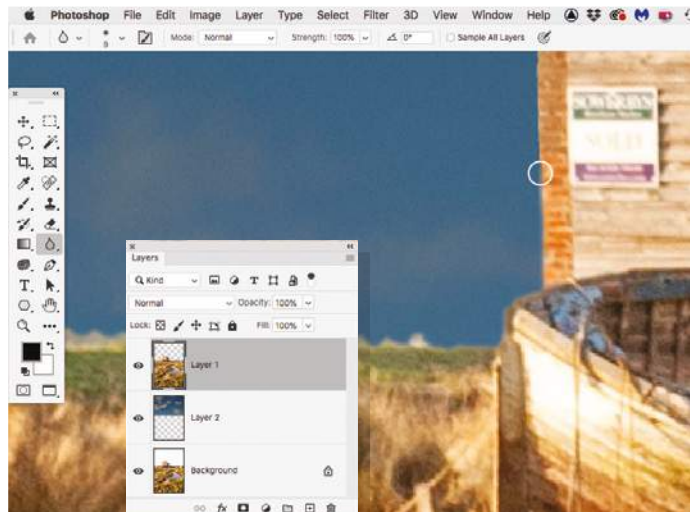 Photoshop File Edit Image Layer Type Select Filter 3D View Window Help
Mode: Normal Strength: 100% 0° Sample All Layers
SOWERBYS
Layers
Kind
Normal Opacity: 100%
Lock: Fill: 100%
Layer 1
Layer 2
Background